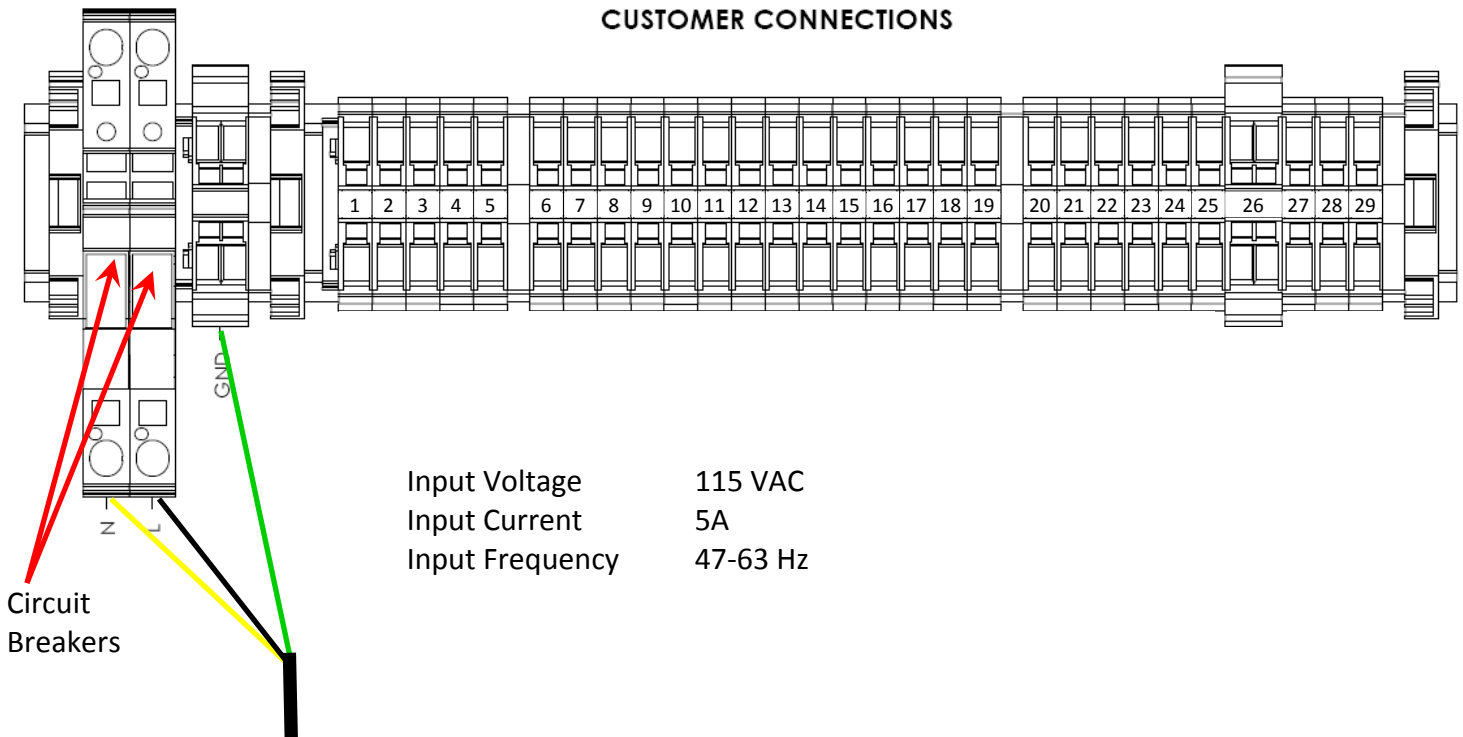 CUSTOMER CONNECTIONS
1 2 3 4 5 6 7 8 9 10 11 12 13 14 15 16 17 18 19 20 21 22 23 24 25 26 27 28 29
GND
N L
Input Voltage 115 VAC
Input Current 5A
Input Frequency 47-63 Hz
Circuit
Breakers